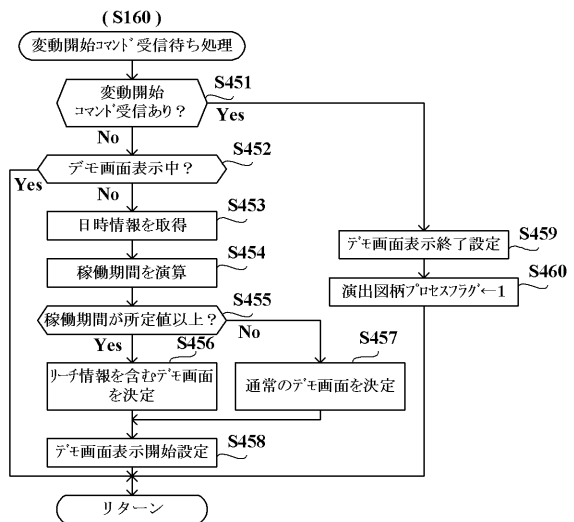 (S160)
変動開始コマンド受信待ち処理
S451
変動開始
コマンド受信あり？
Yes
No
S452
デモ画面表示中？
Yes
No
S453
日時情報を取得
S454
稼働期間を演算
S455
稼働期間が所定値以上？
Yes
No
S456
リーチ情報を含むデモ画面
を決定
S457
通常のデモ画面を決定
S458
デモ画面表示開始設定
S459
デモ画面表示終了設定
S460
演出図柄プロセスフラグ←1
リターン